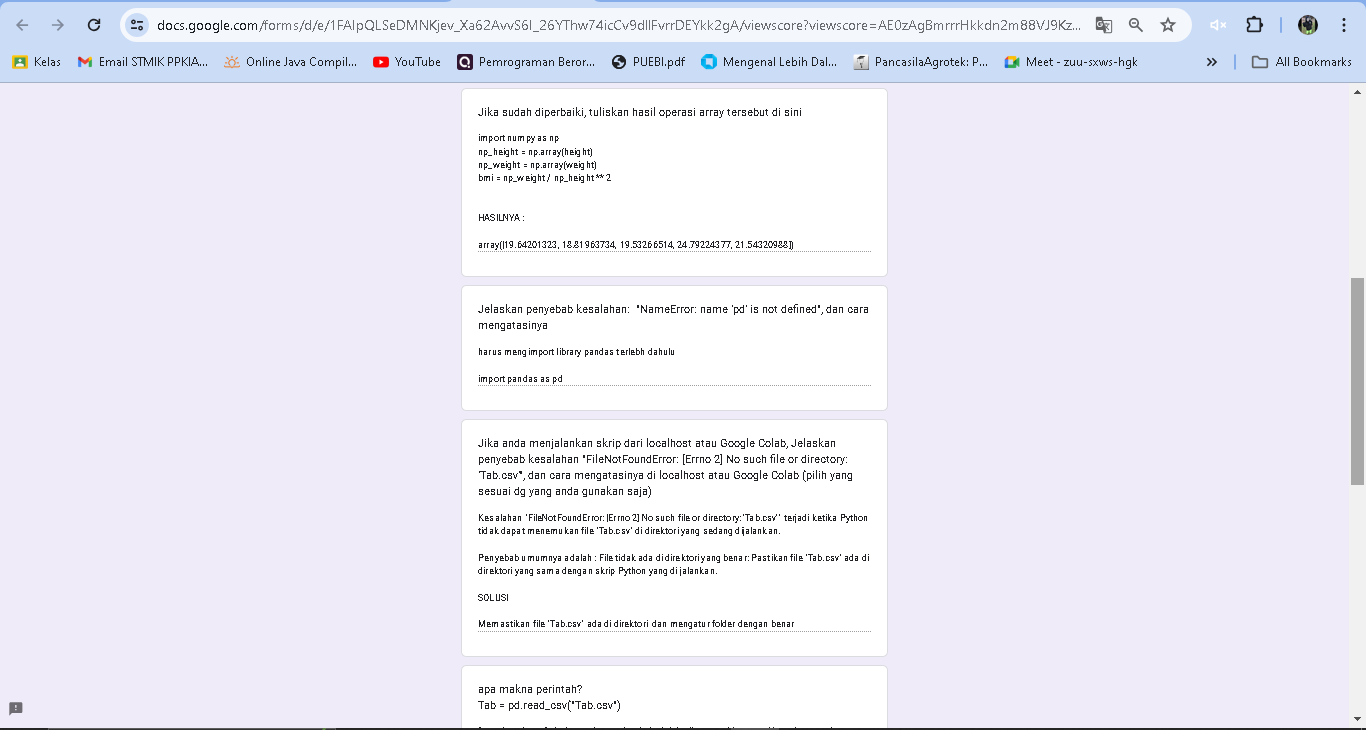 docs.google.com/forms/d/e/1FAIpQLSeDMNKjev_Xa62AvvS6l_26YThw74icCv9dlIFvrrDEYkk2gA/viewscore?viewscore=AE0zAgBmrrrHkkdn2m88VJ9Kz...
Kelas Email STMIK PPKIA... Online Java Compil... YouTube Pemrograman Beror... PUEBI.pdf Mengenal Lebih Dal... PancasilaAgrotek: P... Meet - zuu-sxws-hgk » All Bookmarks
Jika sudah diperbaiki, tuliskan hasil operasi array tersebut di sini
import numpy as np
np_height = np.array(height)
np_weight = np.array(weight)
bmi = np_weight / np_height ** 2
HASILNYA :
array([19.64201323, 18.81963734, 19.53266514, 24.79224377, 21.54320988])
Jelaskan penyebab kesalahan:  "NameError: name 'pd' is not defined", dan cara
mengatasinya
harus mengimport library pandas terlebh dahulu
import pandas as pd
Jika anda menjalankan skrip dari localhost atau Google Colab, Jelaskan
penyebab kesalahan "FileNotFoundError: [Errno 2] No such file or directory:
'Tab.csv'", dan cara mengatasinya di localhost atau Google Colab (pilih yang
sesuai dg yang anda gunakan saja)
Kesalahan "FileNotFoundError: [Errno 2] No such file or directory: 'Tab.csv'" terjadi ketika Python
tidak dapat menemukan file 'Tab.csv' di direktori yang sedang dijalankan.
Penyebab umumnya adalah : File tidak ada di direktori yang benar: Pastikan file 'Tab.csv' ada di
direktori yang sama dengan skrip Python yang di jalankan.
SOLUSI
Memastikan file 'Tab.csv' ada di direktori dan mengatur folder dengan benar
apa makna perintah?
Tab = pd.read_csv("Tab.csv")